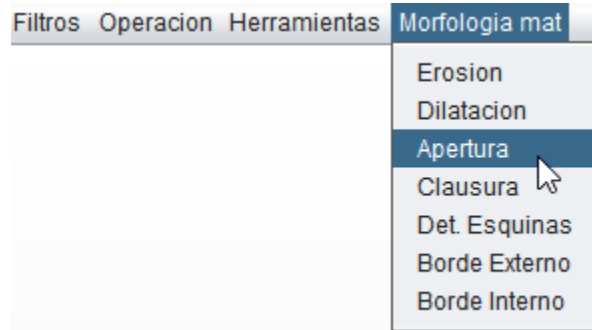 Filtros Operacion Herramientas Morfologia mat
Erosion
Dilatacion
Apertura
Clausura
Det. Esquinas
Borde Externo
Borde Interno